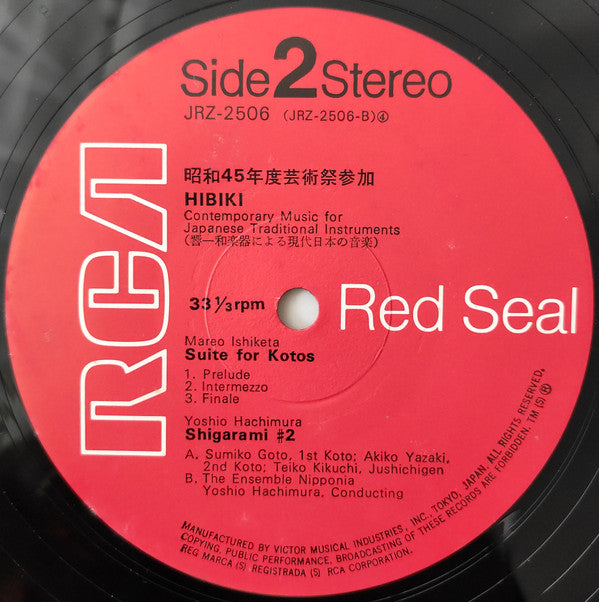 Side 2 Stereo
JRZ-2506 (JRZ-2506-B)④
昭和45年度芸術祭参加
HIBIKI
Contemporary Music for
Japanese Traditional Instruments
(響—和楽器による現代日本の音楽)
RCA
33 1/3 rpm
Red Seal
Mareo Ishiketa
Suite for Kotos
1. Prelude
2. Intermezzo
3. Finale
Yoshio Hachimura
Shigarami #2
A. Sumiko Goto, 1st Koto; Akiko Yazaki,
2nd Koto; Teiko Kikuchi, Jushichigen
B. The Ensemble Nipponia
Yoshio Hachimura, Conducting
MANUFACTURED BY VICTOR MUSICAL INDUSTRIES, INC., TOKYO, JAPAN. ALL RIGHTS RESERVED.
COPYING, PUBLIC PERFORMANCE, BROADCASTING OF THESE RECORDS ARE FORBIDDEN. TM (S) ®
REG MARCA (S) REGISTRADA (S) RCA CORPORATION.